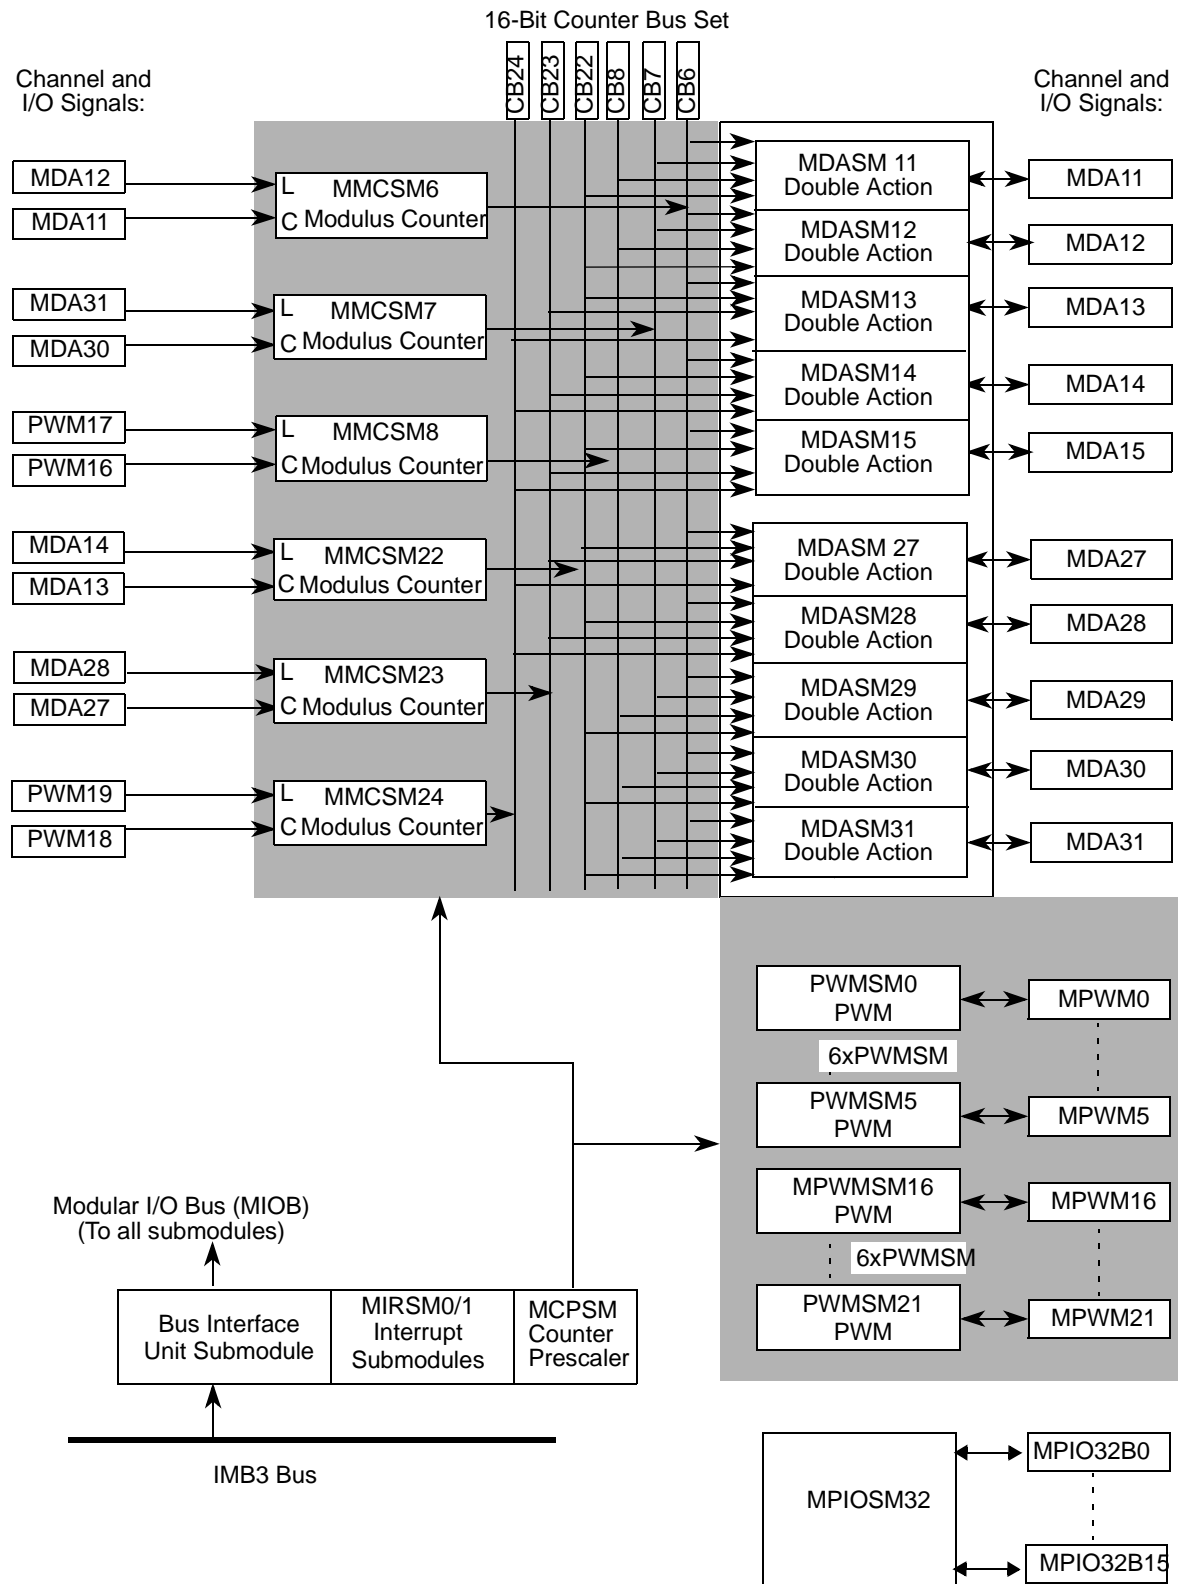 16-Bit Counter Bus Set
CB24
CB23
CB22
CB8
CB7
CB6
Channel and
I/O Signals:
Channel and
I/O Signals:
MDA12
MDA11
L
MMCSM6
C Modulus Counter
MDA31
MDA30
L
MMCSM7
C Modulus Counter
PWM17
PWM16
L
MMCSM8
C Modulus Counter
MDA14
MDA13
L
MMCSM22
C Modulus Counter
MDA28
MDA27
L
MMCSM23
C Modulus Counter
PWM19
PWM18
L
MMCSM24
C Modulus Counter
MDASM 11
Double Action
MDA11
MDASM12
Double Action
MDA12
MDASM13
Double Action
MDA13
MDASM14
Double Action
MDA14
MDASM15
Double Action
MDA15
MDASM 27
Double Action
MDA27
MDASM28
Double Action
MDA28
MDASM29
Double Action
MDA29
MDASM30
Double Action
MDA30
MDASM31
Double Action
MDA31
PWMSM0
PWM
MPWM0
6xPWMSM
PWMSM5
PWM
MPWM5
MPWMSM16
PWM
MPWM16
6xPWMSM
PWMSM21
PWM
MPWM21
Modular I/O Bus (MIOB)
(To all submodules)
Bus Interface
Unit Submodule
MIRSM0/1
Interrupt
Submodules
MCPSM
Counter
Prescaler
IMB3 Bus
MPIOSM32
MPIO32B0
MPIO32B15